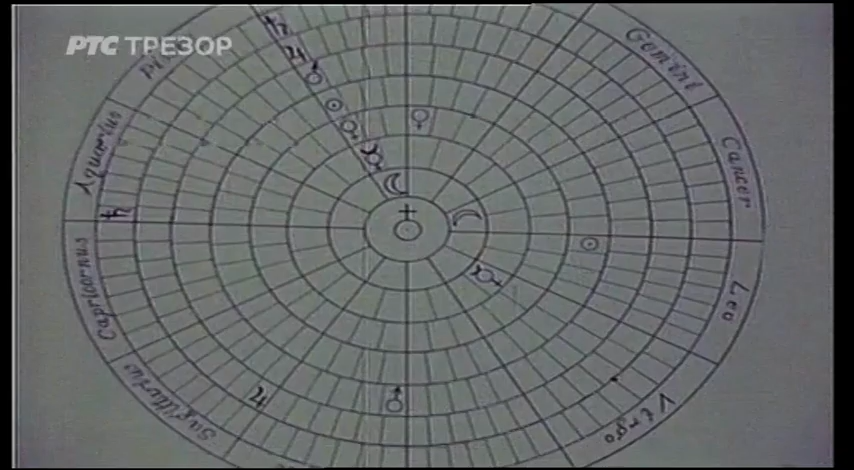 РТС ТРЕЗОР
Gemini
Cancer
Leo
Virgo
Sagittarius
Capricornus
Aquarius